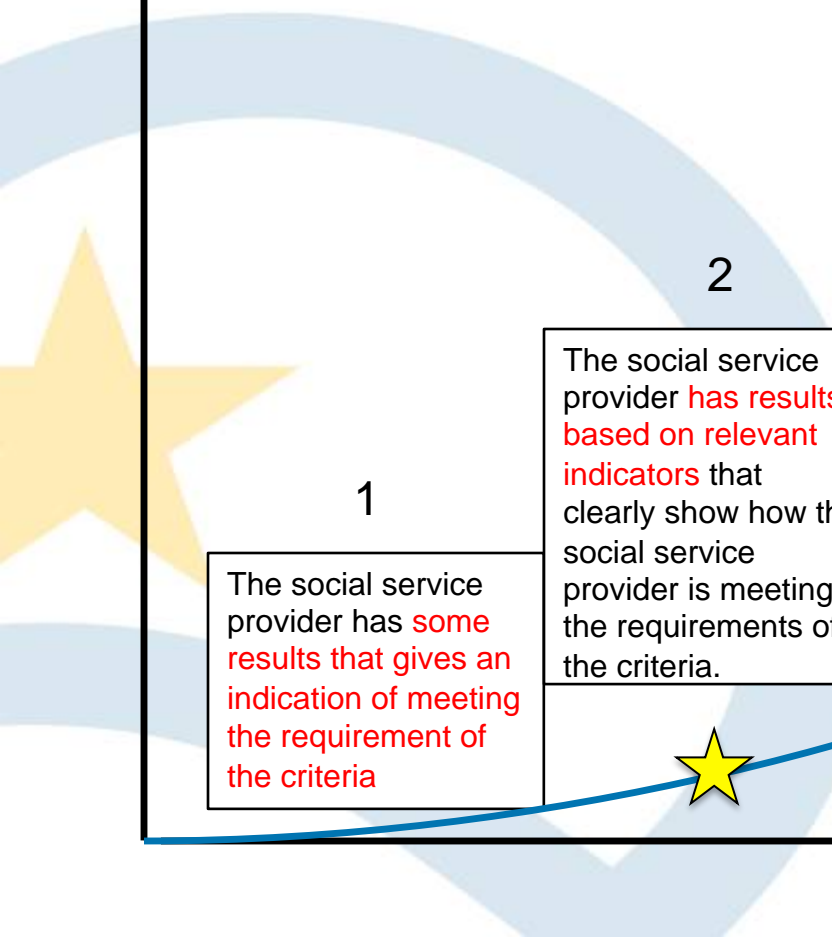 2
The social service
provider has results
based on relevant
indicators that
clearly show how th
social service
provider is meeting
the requirements of
the criteria.
1
The social service
provider has some
results that gives an
indication of meeting
the requirement of
the criteria